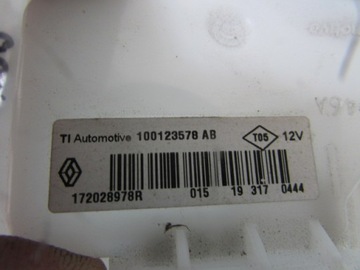 TI Automotive 100123578 AB T05 12V
172028978R 015 19 317 0444